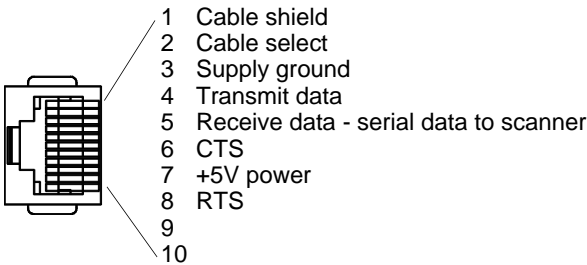 1 Cable shield
2 Cable select
3 Supply ground
4 Transmit data
5 Receive data - serial data to scanner
6 CTS
7 +5V power
8 RTS
9
10